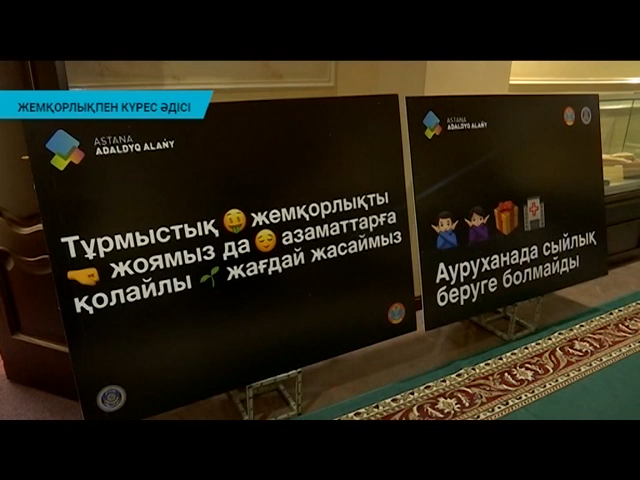 ЖЕМҚОРЛЫҚПЕН КҮРЕС ӘДІСІ
ASTANA
ADALDYQ ALAŃY
Тұрмыстық 🤑 жемқорлықты
🤜 жоямыз да 😌 азаматтарға
қолайлы 🌱 жағдай жасаймыз
ASTANA
ADALDYQ ALAŃY
🙅‍♂️ 🙅‍♀️ 🎁 🏥
Ауруханада сыйлық
беруге болмайды